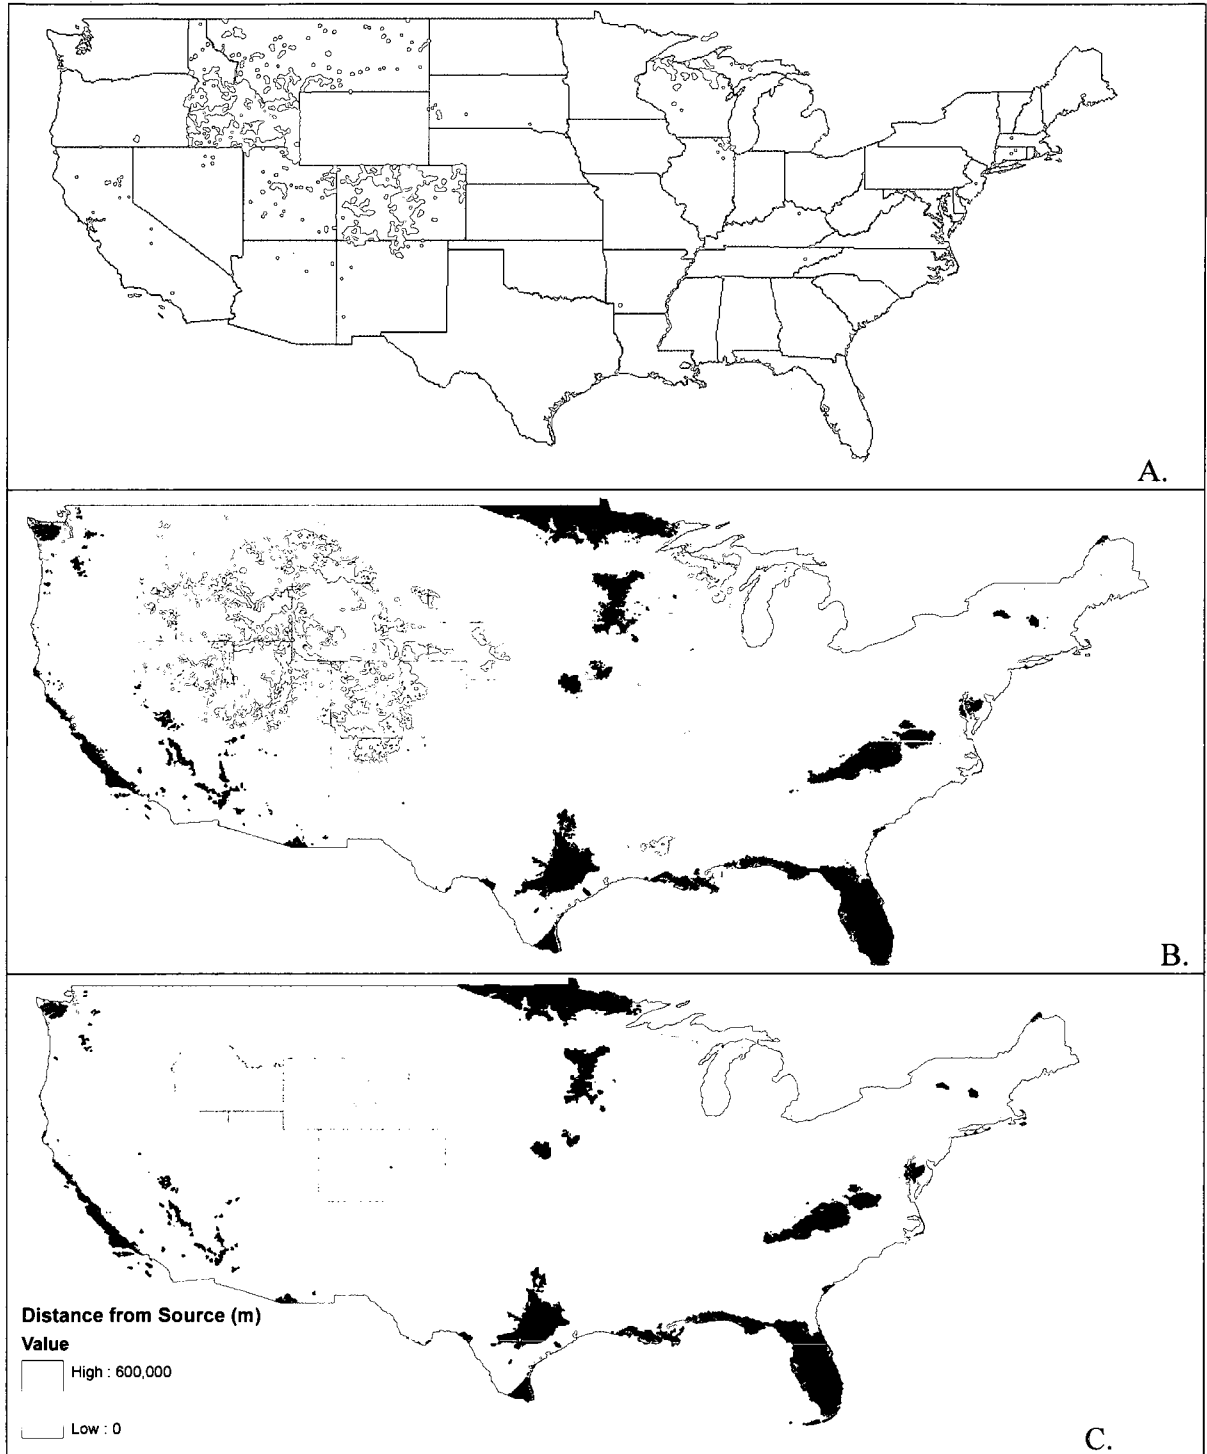 A.
B.
Distance from Source (m)
Value
High : 600,000
Low : 0
C.